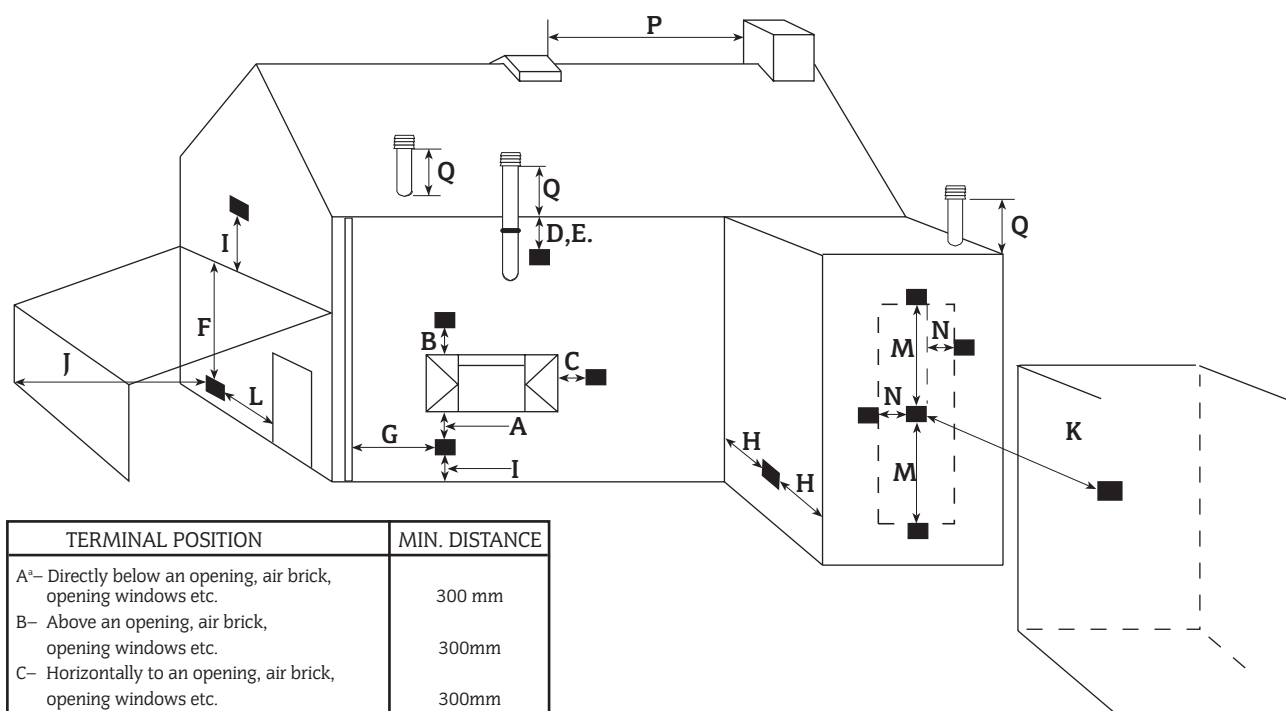 P
Q
Q
Q
D,E.
I
F
B
C
J
L
A
G
I
H
H
M
N
N
M
K
TERMINAL POSITION MIN. DISTANCE
Aᵃ– Directly below an opening, air brick,
opening windows etc. 300 mm
B– Above an opening, air brick,
opening windows etc. 300mm
C– Horizontally to an opening, air brick,
opening windows etc. 300mm